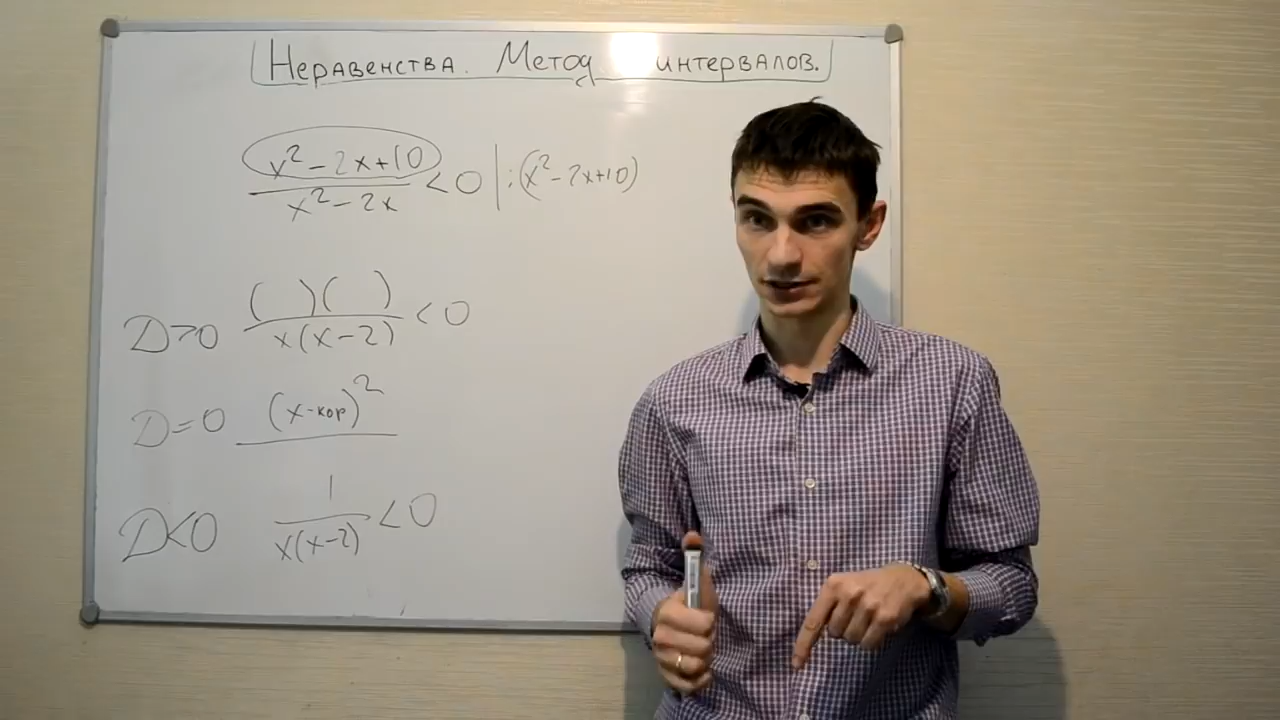 Неравенства. Метод интервалов.
x² – 2x + 10
x² – 2x
< 0 | : (x² – 2x + 10)
D > 0 ( )( ) < 0
x(x – 2)
D = 0 (x – кор)²
D < 0 1 < 0
x(x – 2)